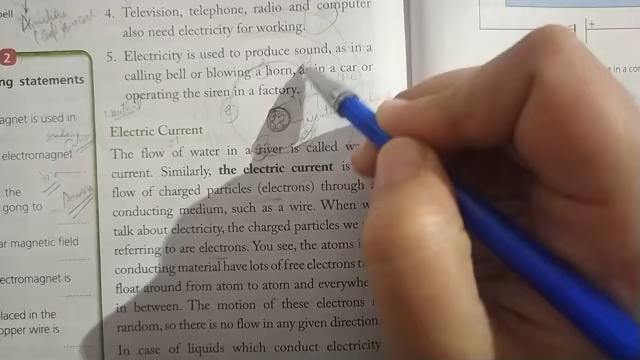 4. Television, telephone, radio and computer
also need electricity for working.
5. Electricity is used to produce sound, as in a
calling bell or blowing a horn, as in a car or
operating the siren in a factory.
Electric Current
The flow of water in a river is called
current. Similarly, the electric current is
flow of charged particles (electrons) through
conducting medium, such as a wire. When
talk about electricity, the charged particles we
referring to are electrons. You see, the atoms
conducting material have lots of free electrons
float around from atom to atom and everywhe
in between. The motion of these electrons
random, so there is no flow in any given direction
In case of liquids which conduct electricity
ell
2
ng statements
agnet is used in
electromagnet
the
gong to
ar magnetic field
ectromagnet is
laced in the
opper wire is
t in a con